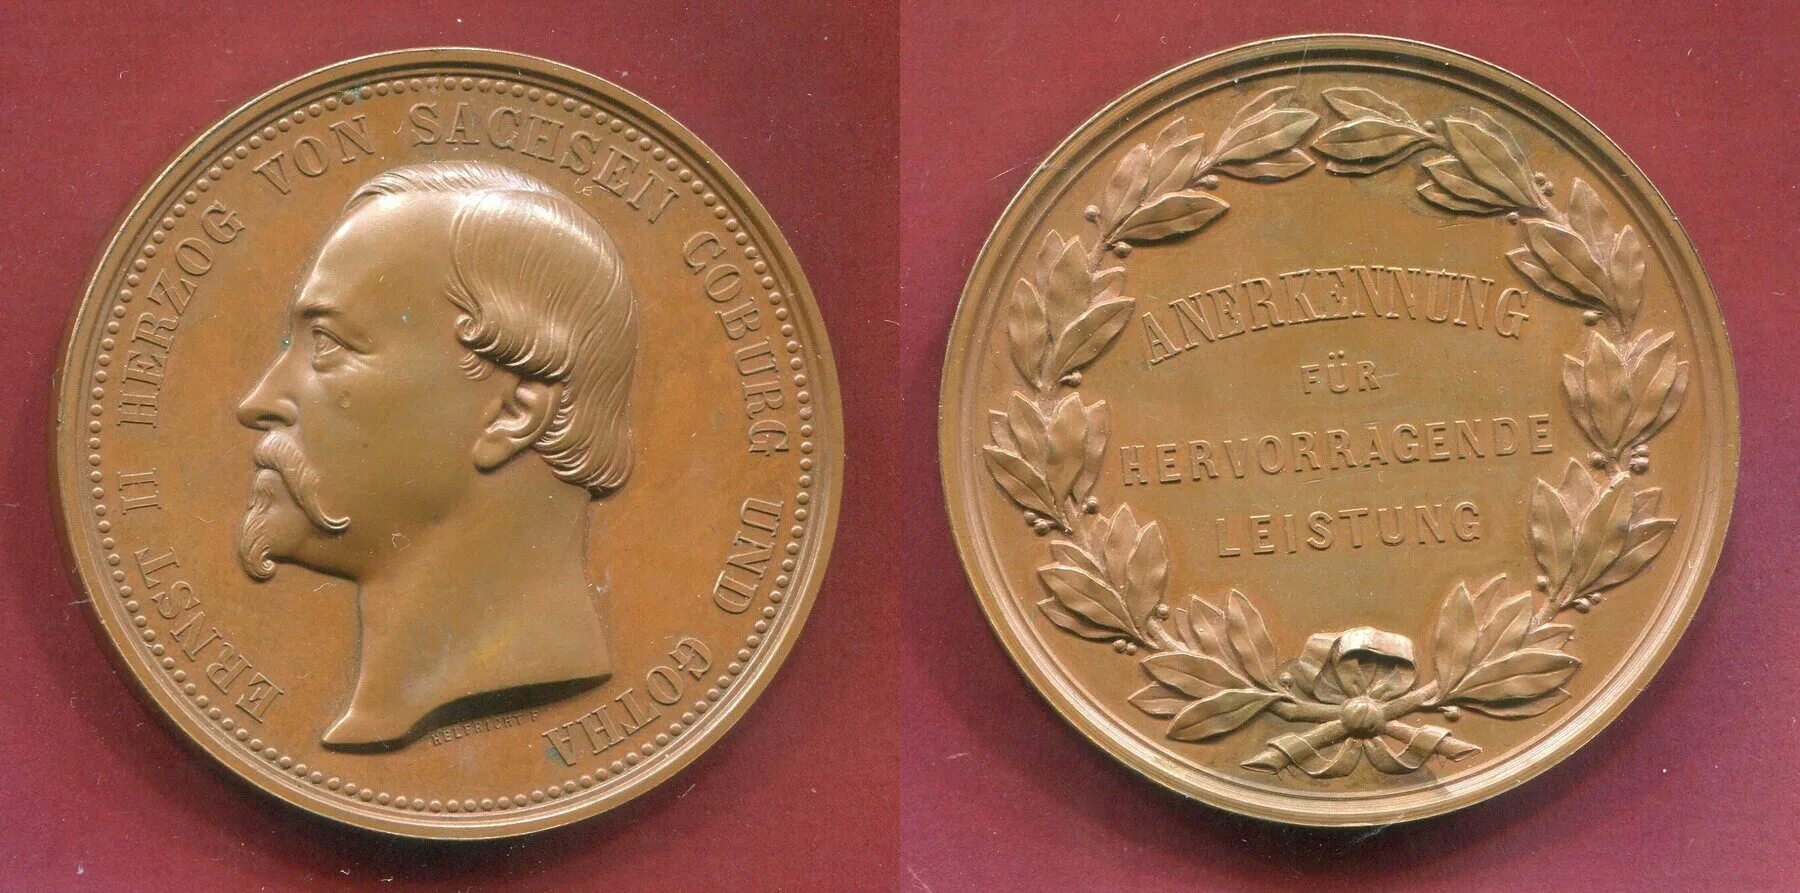 ERNST II HERZOG VON SACHSEN COBURG UND GOTHA
HELFRICHT F
ANERKENNUNG
FÜR
HERVORRAGENDE
LEISTUNG